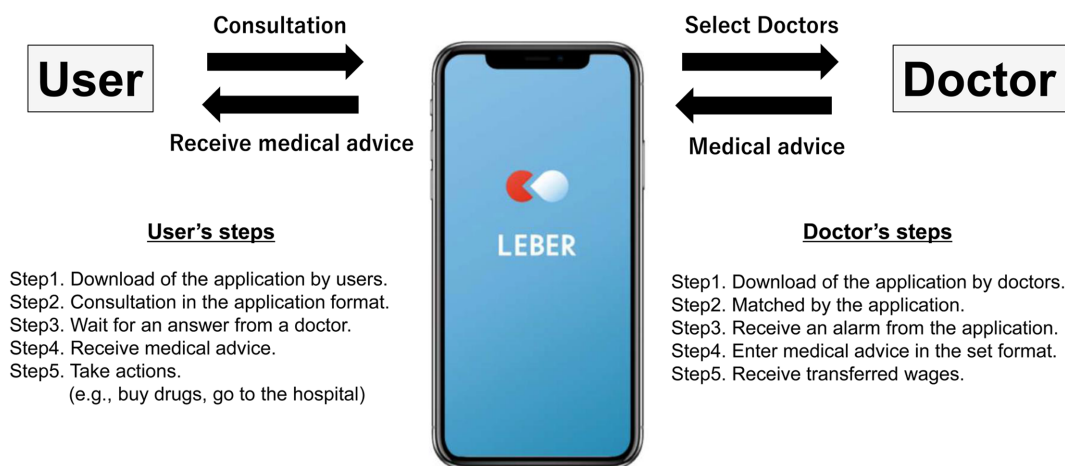 Consultation
Select Doctors
User
Doctor
Receive medical advice
Medical advice
LEBER
User’s steps
Step1. Download of the application by users.
Step2. Consultation in the application format.
Step3. Wait for an answer from a doctor.
Step4. Receive medical advice.
Step5. Take actions.
(e.g., buy drugs, go to the hospital)
Doctor’s steps
Step1. Download of the application by doctors.
Step2. Matched by the application.
Step3. Receive an alarm from the application.
Step4. Enter medical advice in the set format.
Step5. Receive transferred wages.